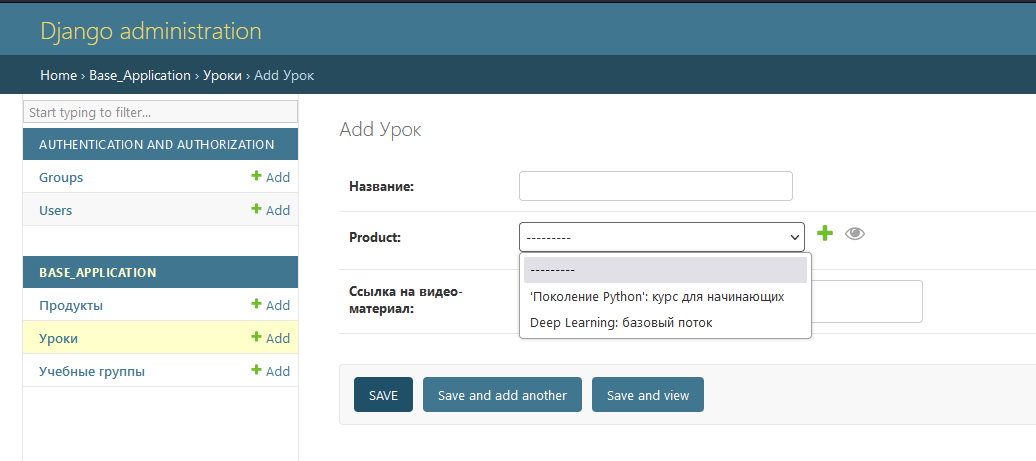 Django administration
Home › Base_Application › Уроки › Add Урок
Start typing to filter...
AUTHENTICATION AND AUTHORIZATION
Groups Add
Users Add
BASE_APPLICATION
Продукты Add
Уроки Add
Учебные группы Add
Add Урок
Название:
Product: ---------
---------
'Поколение Python': курс для начинающих
Deep Learning: базовый поток
Ссылка на видео-
материал:
SAVE Save and add another Save and view